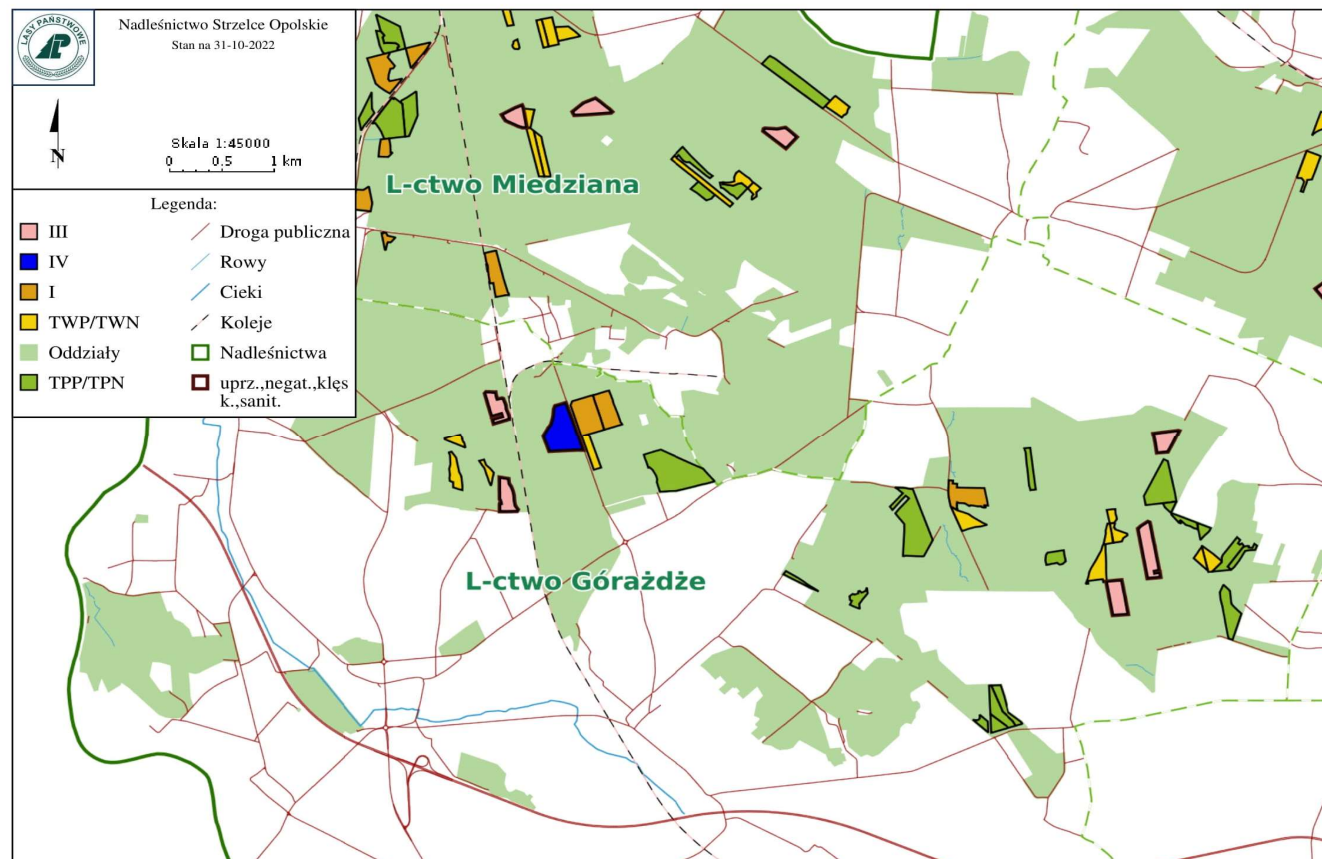 LASY PAŃSTWOWE
Nadleśnictwo Strzelce Opolskie
Stan na 31-10-2022
N
Skala 1:45000
0 0.5 1 km
Legenda:
III
IV
I
TWP/TWN
Oddziały
TPP/TPN
Droga publiczna
Rowy
Cieki
Koleje
Nadleśnictwa
uprz.,negat.,klęs
k.,sanit.
L-ctwo Miedziana
L-ctwo Górażdże